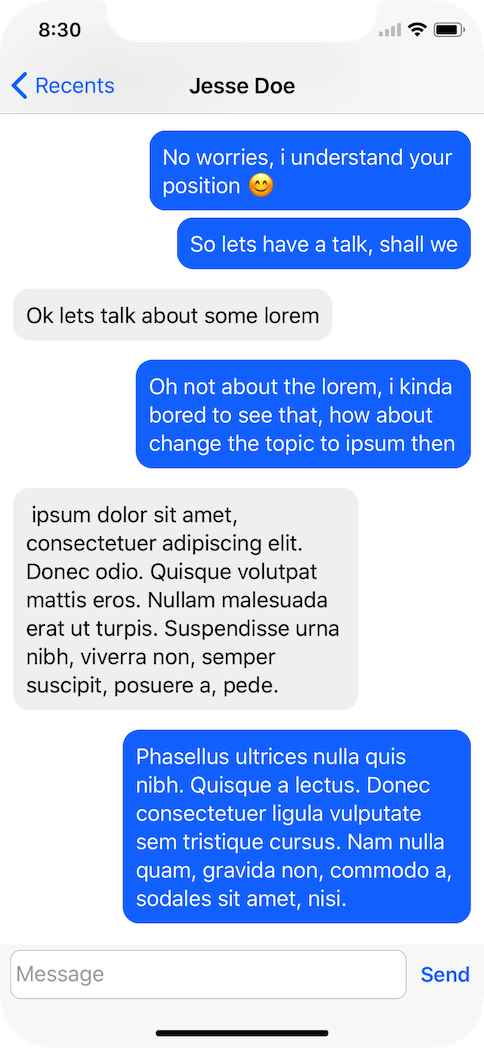 8:30
Recents
Jesse Doe
No worries, i understand your
position 😊
So lets have a talk, shall we
Ok lets talk about some lorem
Oh not about the lorem, i kinda
bored to see that, how about
change the topic to ipsum then
ipsum dolor sit amet,
consectetuer adipiscing elit.
Donec odio. Quisque volutpat
mattis eros. Nullam malesuada
erat ut turpis. Suspendisse urna
nibh, viverra non, semper
suscipit, posuere a, pede.
Phasellus ultrices nulla quis
nibh. Quisque a lectus. Donec
consectetuer ligula vulputate
sem tristique cursus. Nam nulla
quam, gravida non, commodo a,
sodales sit amet, nisi.
Message
Send